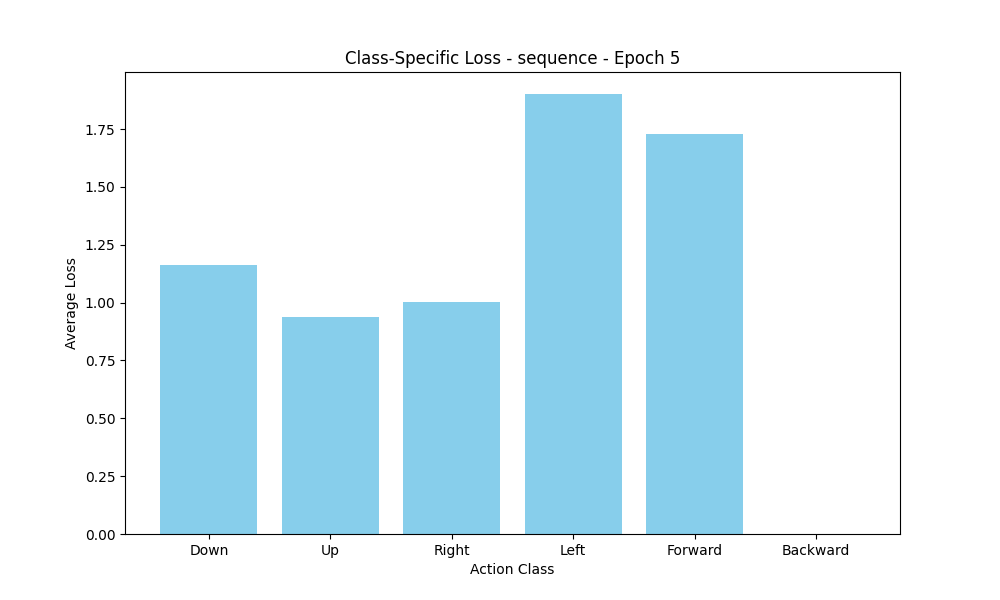 Class-Specific Loss - sequence - Epoch 5
Average Loss
1.75
1.50
1.25
1.00
0.75
0.50
0.25
0.00
Down Up Right Left Forward Backward
Action Class